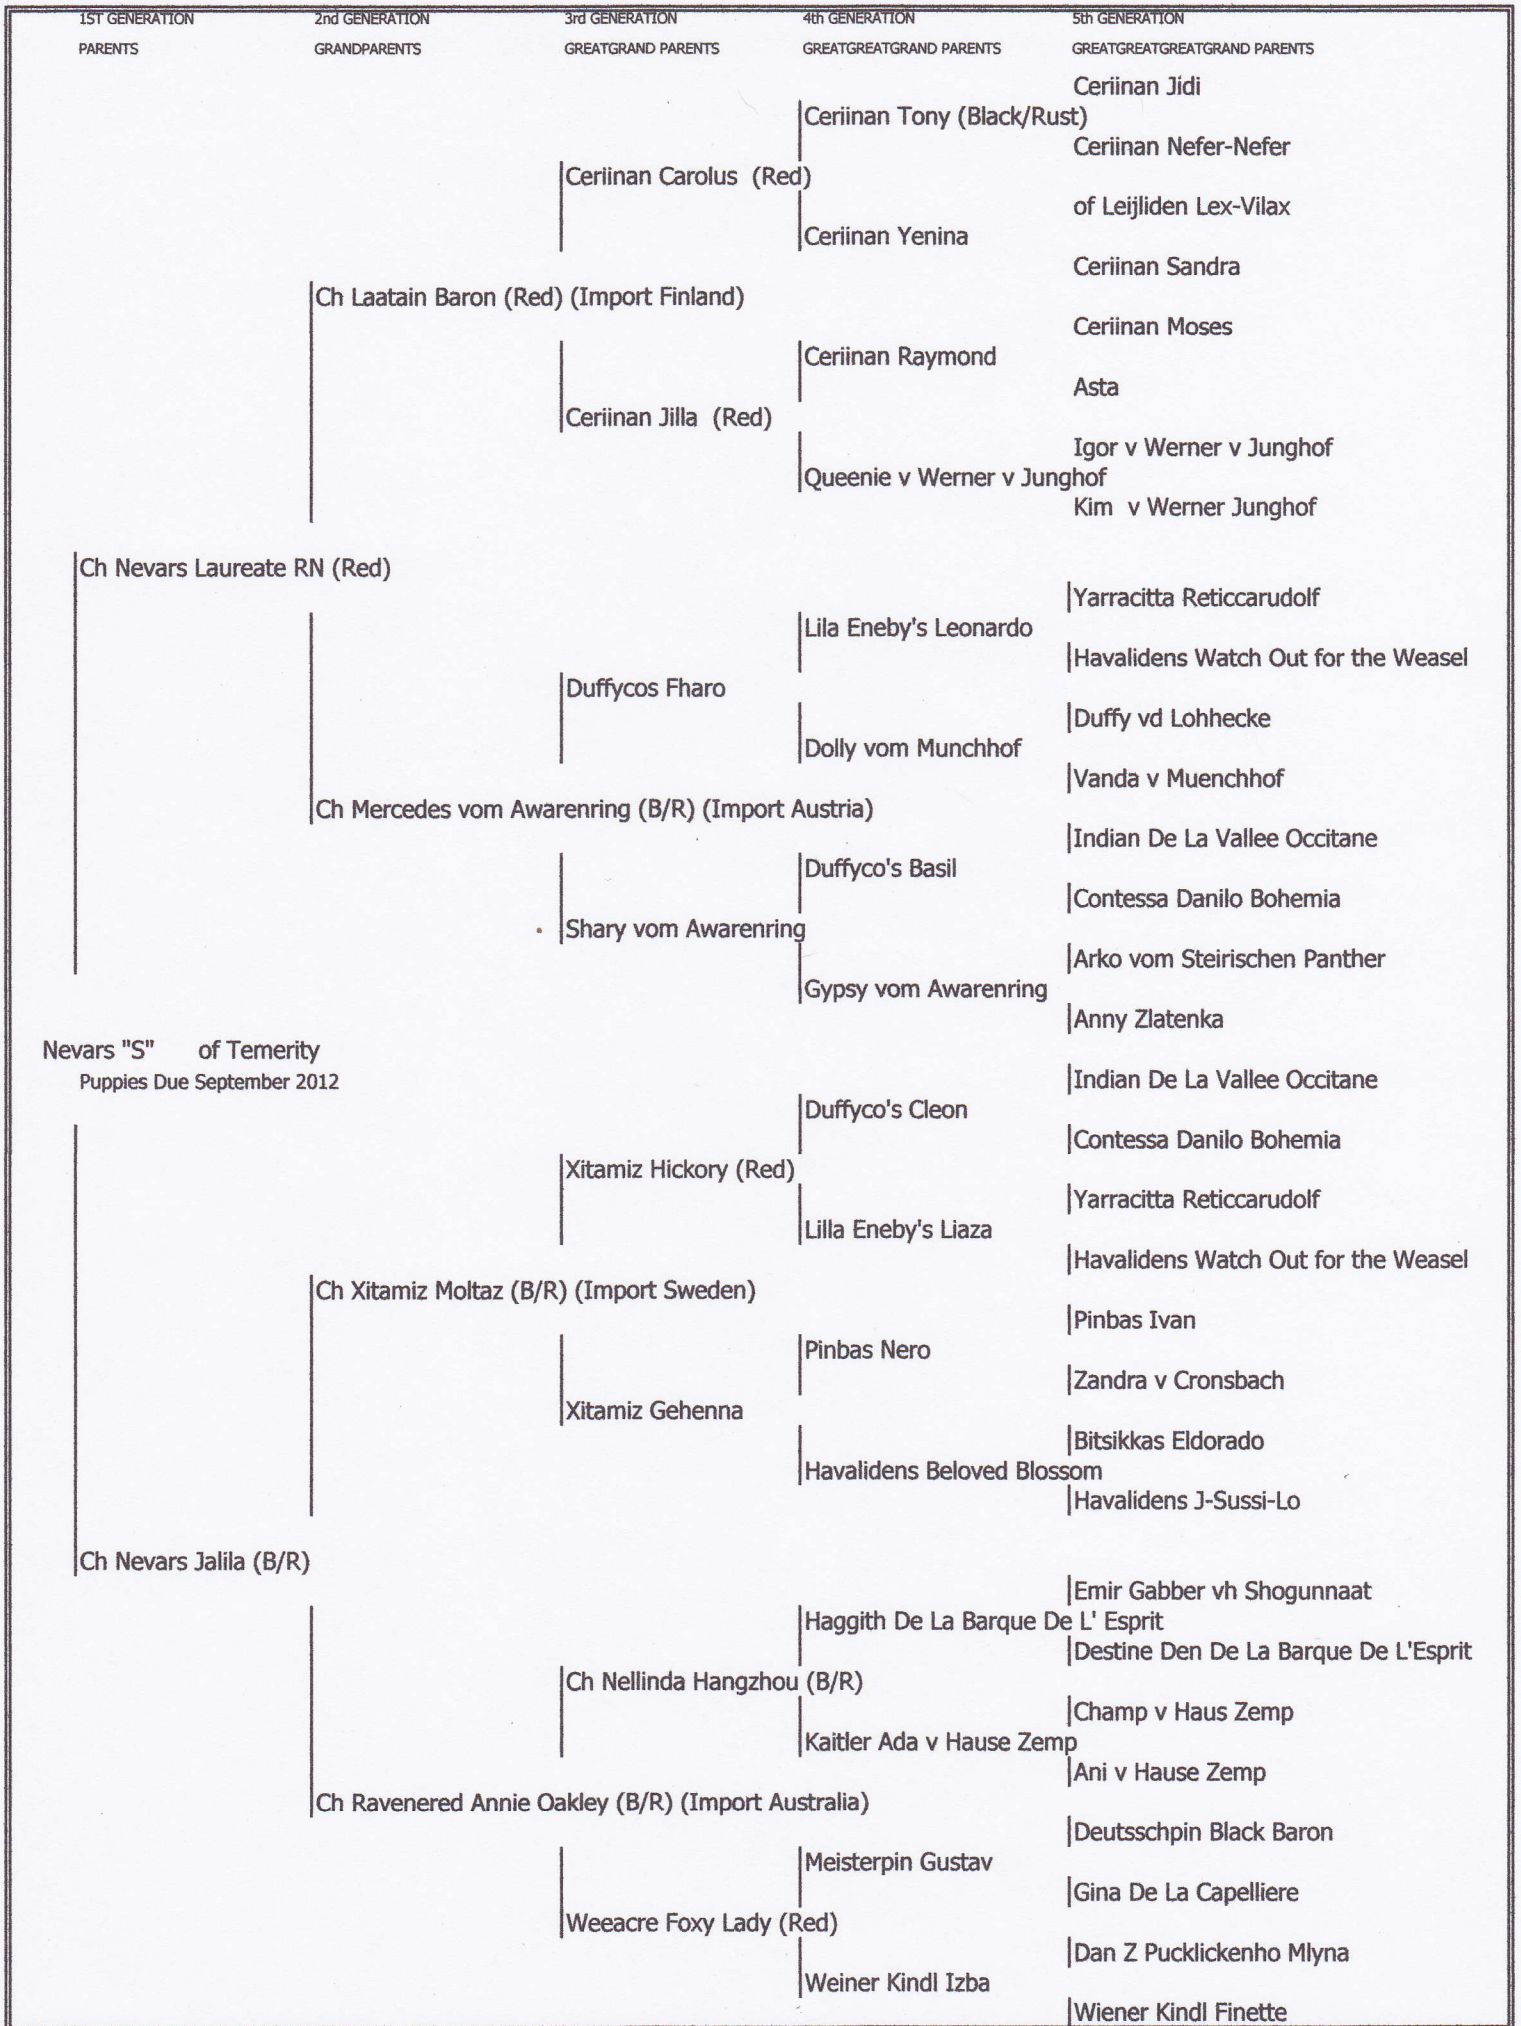 1ST GENERATION 2nd GENERATION 3rd GENERATION 4th GENERATION 5th GENERATION
PARENTS GRANDPARENTS GREATGRAND PARENTS GREATGREATGRAND PARENTS GREATGREATGREATGRAND PARENTS
Ceriinan Jidi
Ceriinan Tony (Black/Rust)
Ceriinan Nefer-Nefer
Ceriinan Carolus (Red)
of Leijliden Lex-Vilax
Ceriinan Yenina
Ceriinan Sandra
Ch Laatain Baron (Red) (Import Finland)
Ceriinan Moses
Ceriinan Raymond
Asta
Ceriinan Jilla (Red)
Igor v Werner v Junghof
Queenie v Werner v Junghof
Kim v Werner Junghof
Ch Nevars Laureate RN (Red)
Yarracitta Reticcarudolf
Lila Eneby's Leonardo
Havalidens Watch Out for the Weasel
Duffycos Fharo
Duffy vd Lohhecke
Dolly vom Munchhof
Vanda v Muenchhof
Ch Mercedes vom Awarenring (B/R) (Import Austria)
Indian De La Vallee Occitane
Duffyco's Basil
Contessa Danilo Bohemia
Shary vom Awarenring
Arko vom Steirischen Panther
Gypsy vom Awarenring
Anny Zlatenka
Nevars "S" of Temerity
Puppies Due September 2012
Indian De La Vallee Occitane
Duffyco's Cleon
Contessa Danilo Bohemia
Xitamiz Hickory (Red)
Yarracitta Reticcarudolf
Lilla Eneby's Liaza
Havalidens Watch Out for the Weasel
Ch Xitamiz Moltaz (B/R) (Import Sweden)
Pinbas Ivan
Pinbas Nero
Zandra v Cronsbach
Xitamiz Gehenna
Bitsikkas Eldorado
Havalidens Beloved Blossom
Havalidens J-Sussi-Lo
Ch Nevars Jalila (B/R)
Emir Gabber vh Shogunnaat
Haggith De La Barque De L' Esprit
Destine Den De La Barque De L'Esprit
Ch Nellinda Hangzhou (B/R)
Champ v Haus Zemp
Kaitler Ada v Hause Zemp
Ani v Hause Zemp
Ch Ravenered Annie Oakley (B/R) (Import Australia)
Deutsschpin Black Baron
Meisterpin Gustav
Gina De La Capelliere
Weeacre Foxy Lady (Red)
Dan Z Pucklickenho Mlyna
Weiner Kindl Izba
Wiener Kindl Finette